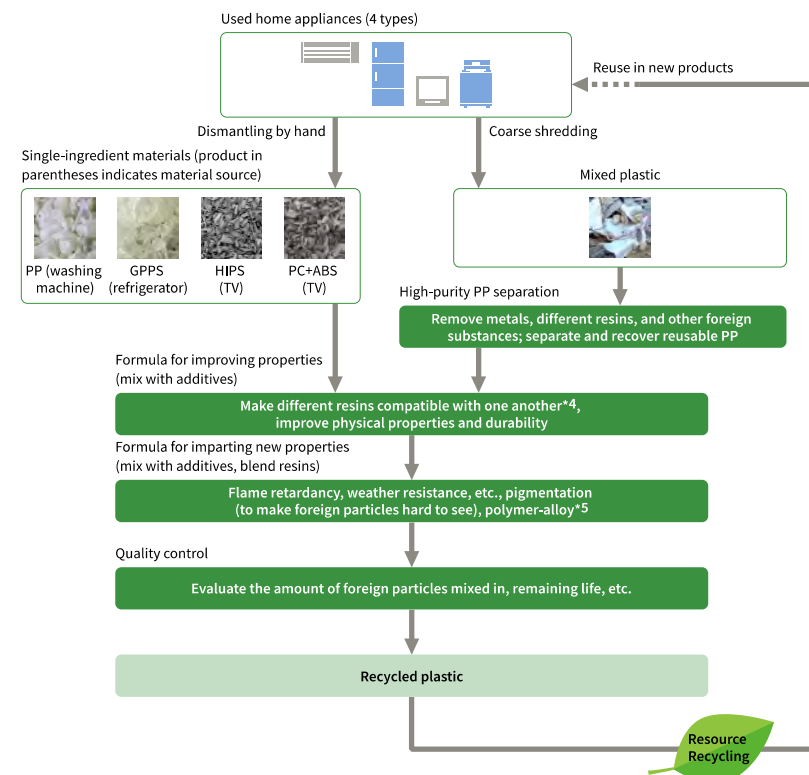 Used home appliances (4 types)
Reuse in new products
Dismantling by hand
Coarse shredding
Single-ingredient materials (product in
parentheses indicates material source)
Mixed plastic
PP (washing
machine)
GPPS
(refrigerator)
HIPS
(TV)
PC+ABS
(TV)
High-purity PP separation
Remove metals, different resins, and other foreign
substances; separate and recover reusable PP
Formula for improving properties
(mix with additives)
Make different resins compatible with one another*4,
improve physical properties and durability
Formula for imparting new properties
(mix with additives, blend resins)
Flame retardancy, weather resistance, etc., pigmentation
(to make foreign particles hard to see), polymer-alloy*5
Quality control
Evaluate the amount of foreign particles mixed in, remaining life, etc.
Recycled plastic
Resource
Recycling